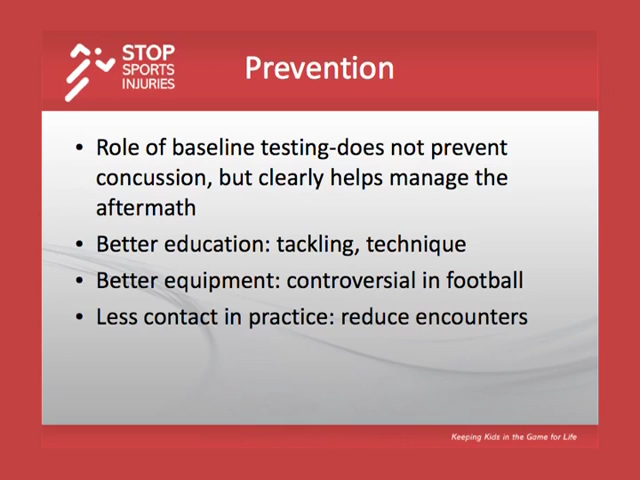 STOP
SPORTS
INJURIES
Prevention
• Role of baseline testing-does not prevent
concussion, but clearly helps manage the
aftermath
• Better education: tackling, technique
• Better equipment: controversial in football
• Less contact in practice: reduce encounters
Keeping Kids in the Game for Life